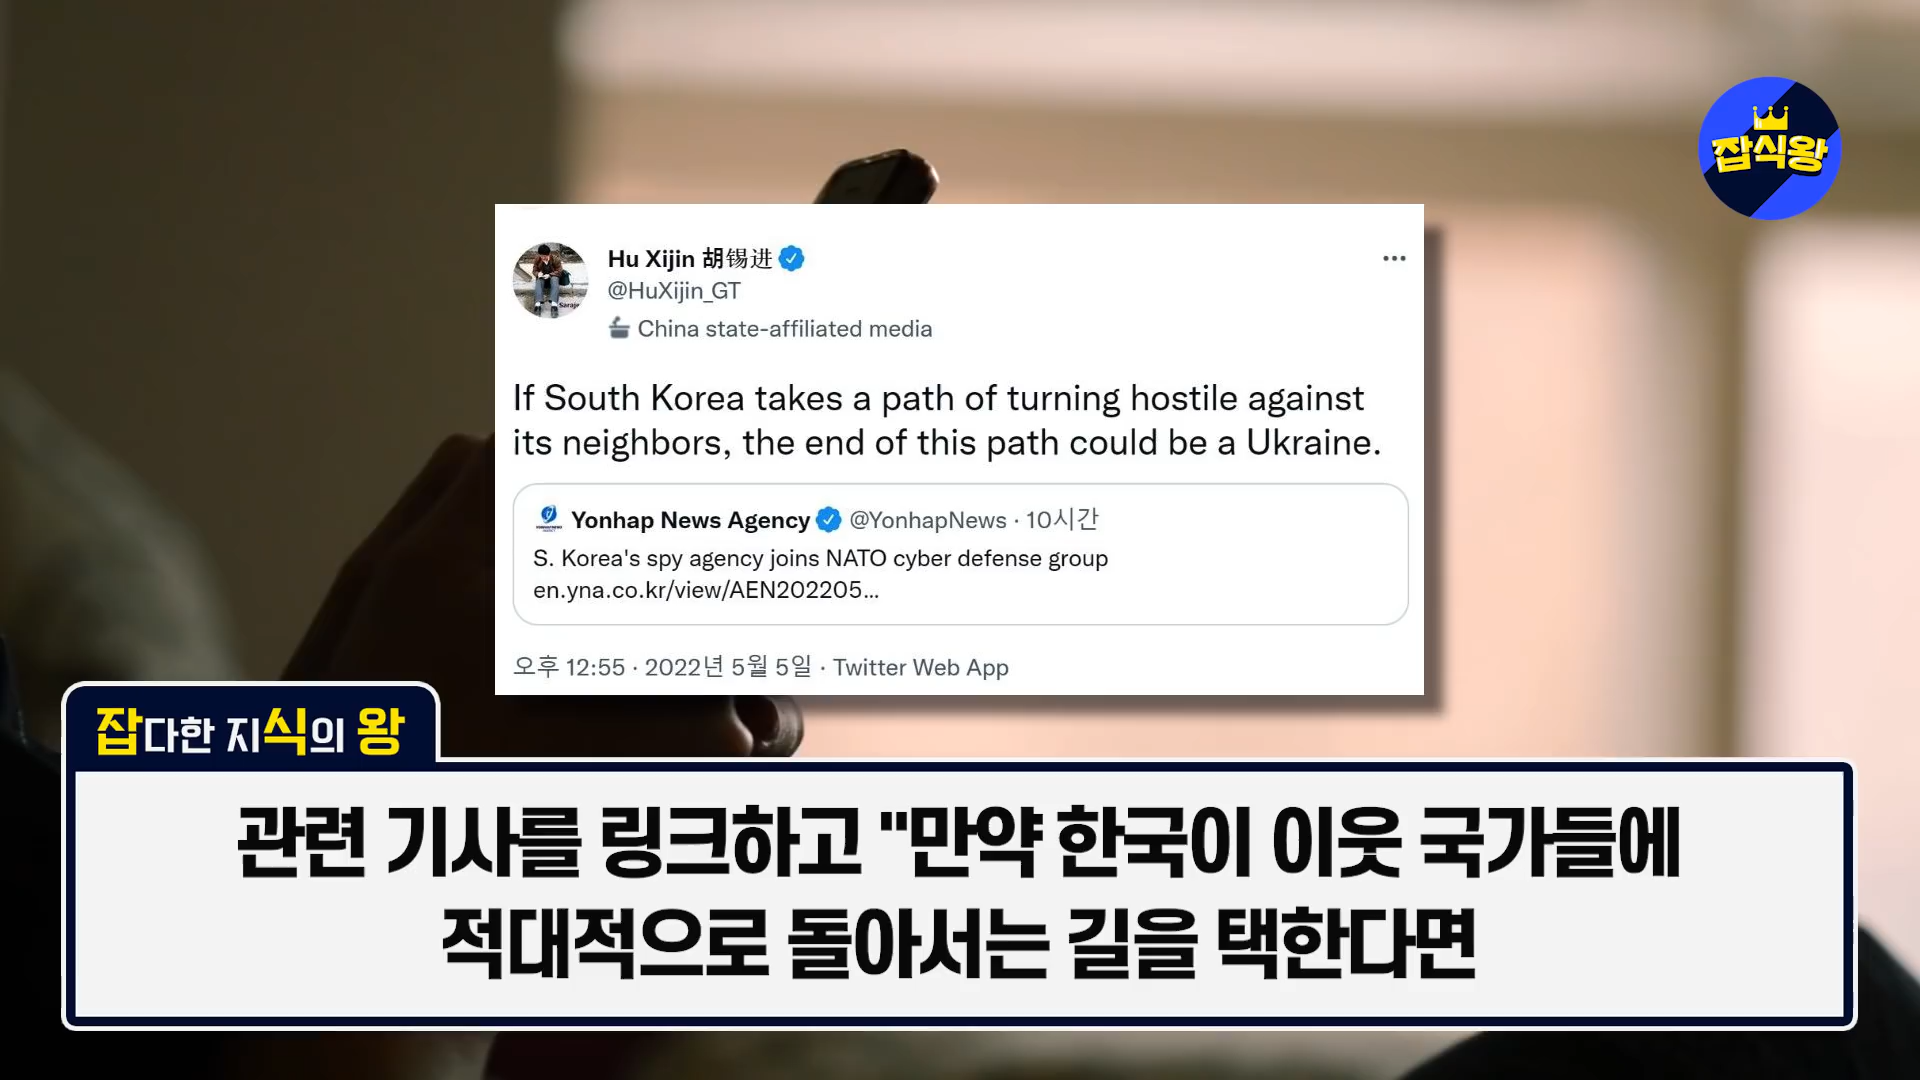 잡식왕
Hu Xijin 胡锡进
@HuXijin_GT
China state-affiliated media
If South Korea takes a path of turning hostile against
its neighbors, the end of this path could be a Ukraine.
Yonhap News Agency @YonhapNews · 10시간
S. Korea's spy agency joins NATO cyber defense group
en.yna.co.kr/view/AEN202205...
오후 12:55 · 2022년 5월 5일 · Twitter Web App
잡다한 지식의 왕
관련 기사를 링크하고 "만약 한국이 이웃 국가들에
적대적으로 돌아서는 길을 택한다면